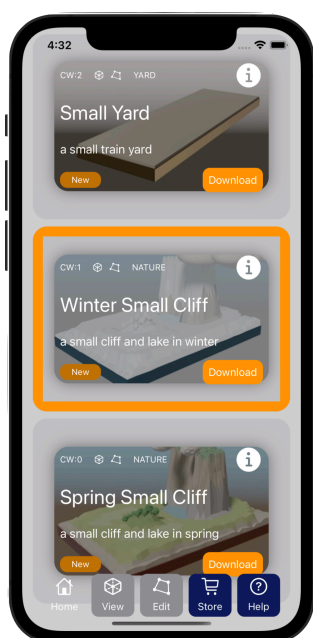 4:32
CW:2 YARD
Small Yard
a small train yard
New Download
CW:1 NATURE
Winter Small Cliff
a small cliff and lake in winter
New Download
CW:0 NATURE
Spring Small Cliff
a small cliff and lake in spring
New Download
Home View Edit Store Help